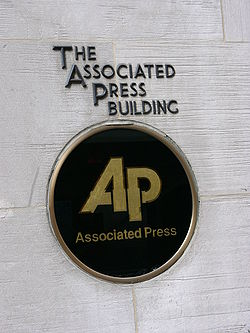 THE
ASSOCIATED
PRESS
BUILDING
AP
Associated Press